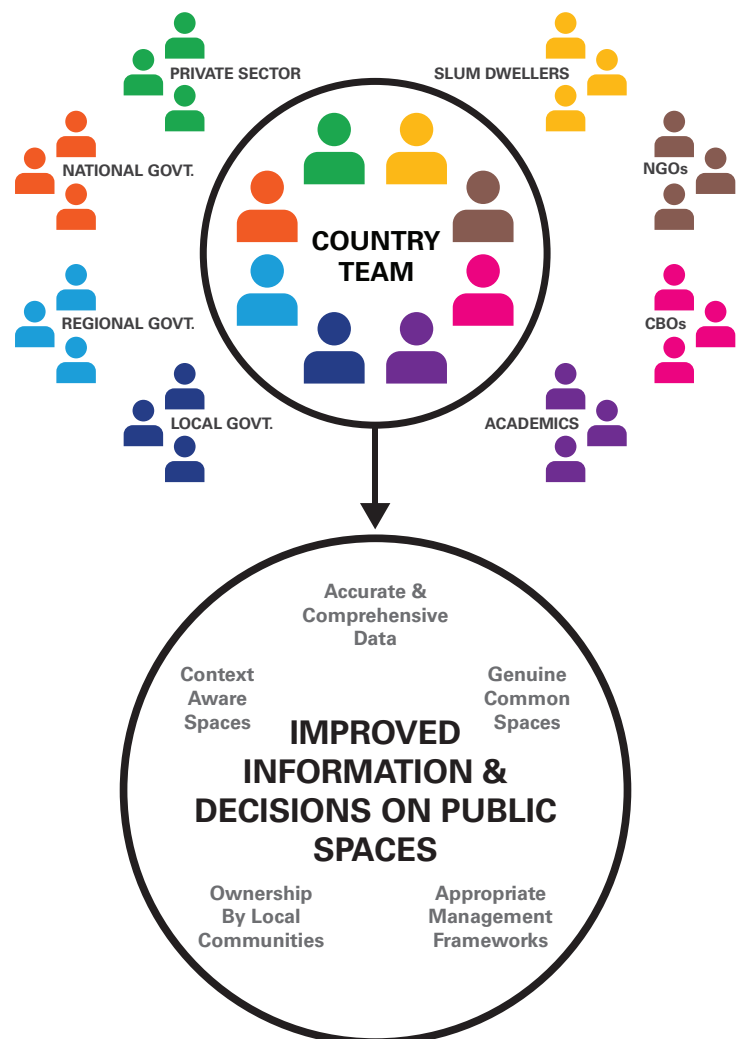 PRIVATE SECTOR
SLUM DWELLERS
NATIONAL GOVT.
NGOs
COUNTRY
TEAM
REGIONAL GOVT.
CBOs
LOCAL GOVT.
ACADEMICS
Accurate &
Comprehensive
Data
Context
Aware
Spaces
Genuine
Common
Spaces
IMPROVED
INFORMATION &
DECISIONS ON PUBLIC
SPACES
Ownership
By Local
Communities
Appropriate
Management
Frameworks